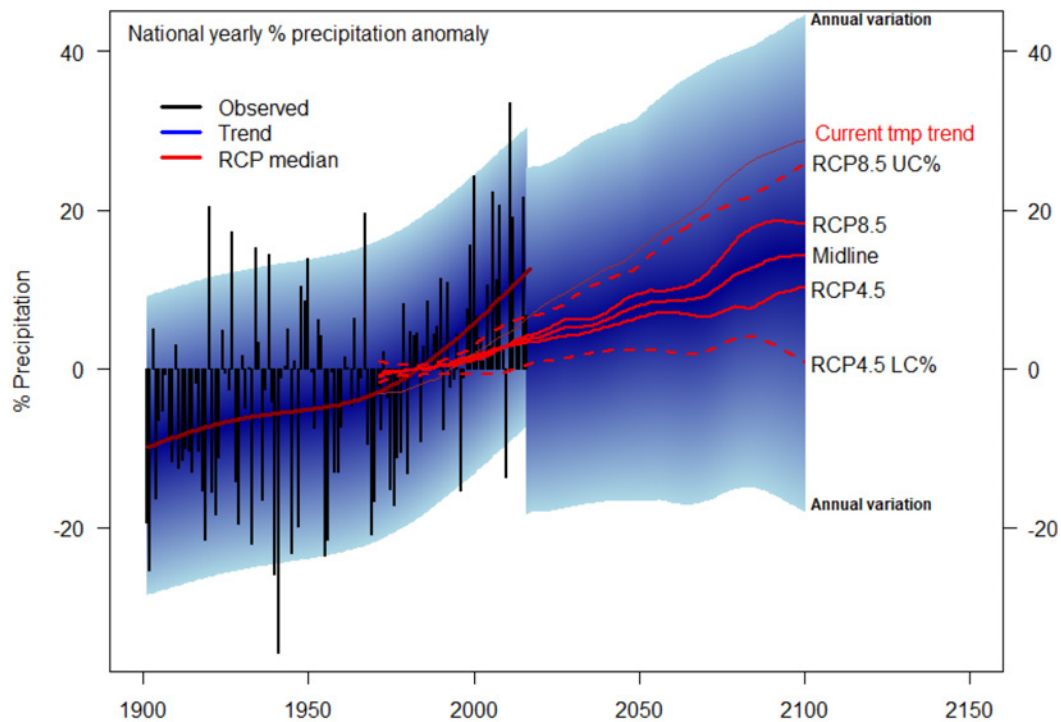 National yearly % precipitation anomaly
Observed
Trend
RCP median
Annual variation
Current tmp trend
RCP8.5 UC%
RCP8.5
Midline
RCP4.5
RCP4.5 LC%
Annual variation
% Precipitation
40
20
0
-20
40
20
0
-20
1900
1950
2000
2050
2100
2150